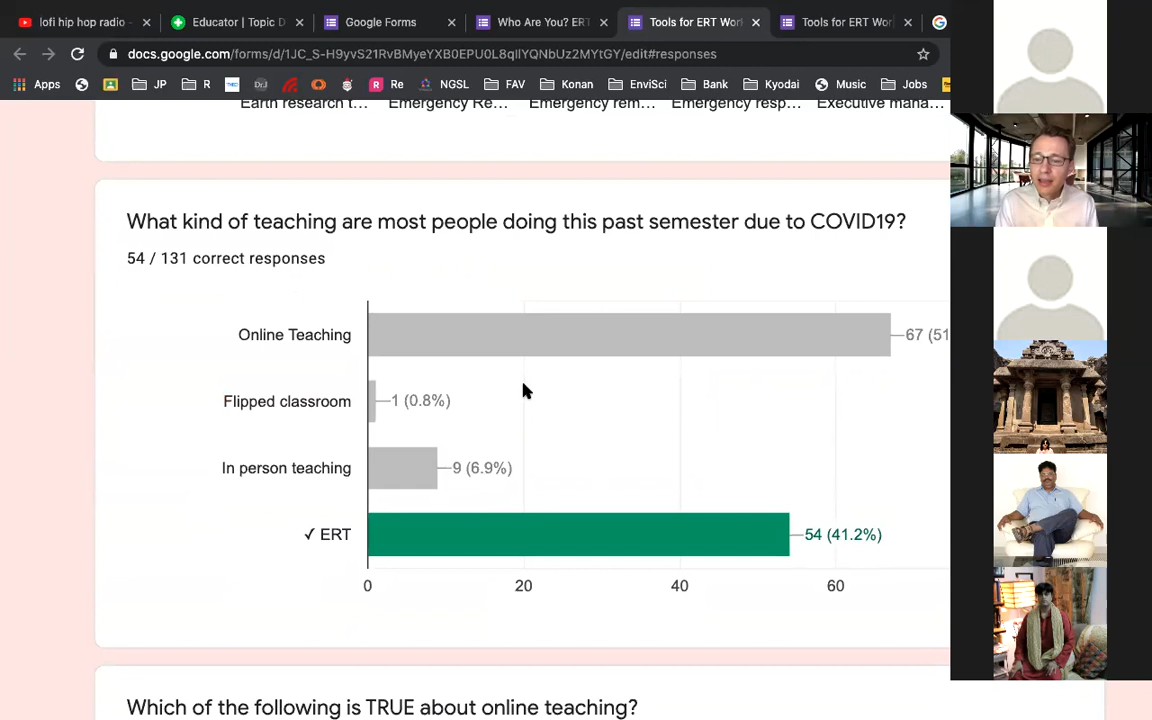 lofi hip hop radio -
Educator | Topic D
Google Forms
Who Are You? ERT
Tools for ERT Wor
Tools for ERT Wor
docs.google.com/forms/d/1JC_S-H9yvS21RvBMyeYXB0EPU0L8qIlYQNbUz2MYtGY/edit#responses
Apps
JP
R
Re
NGSL
FAV
Konan
EnviSci
Bank
Kyodai
Music
Jobs
Earth research t... Emergency Re... Emergency rem... Emergency resp... Executive mana...
What kind of teaching are most people doing this past semester due to COVID19?
54 / 131 correct responses
Online Teaching
67 (51
Flipped classroom
1 (0.8%)
In person teaching
9 (6.9%)
✓ ERT
54 (41.2%)
0 20 40 60
Which of the following is TRUE about online teaching?